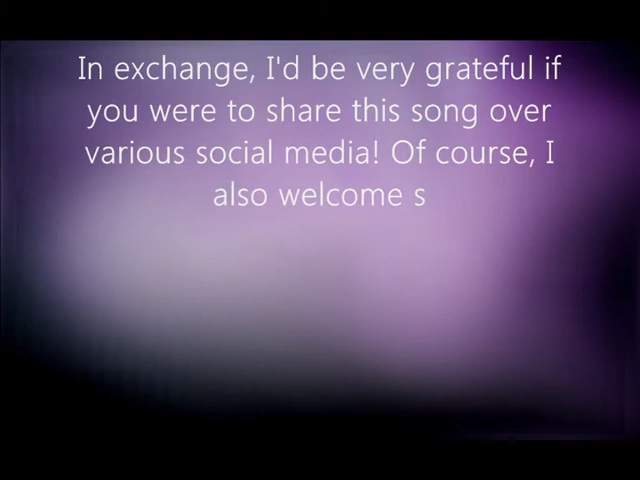 In exchange, I'd be very grateful if
you were to share this song over
various social media! Of course, I
also welcome s